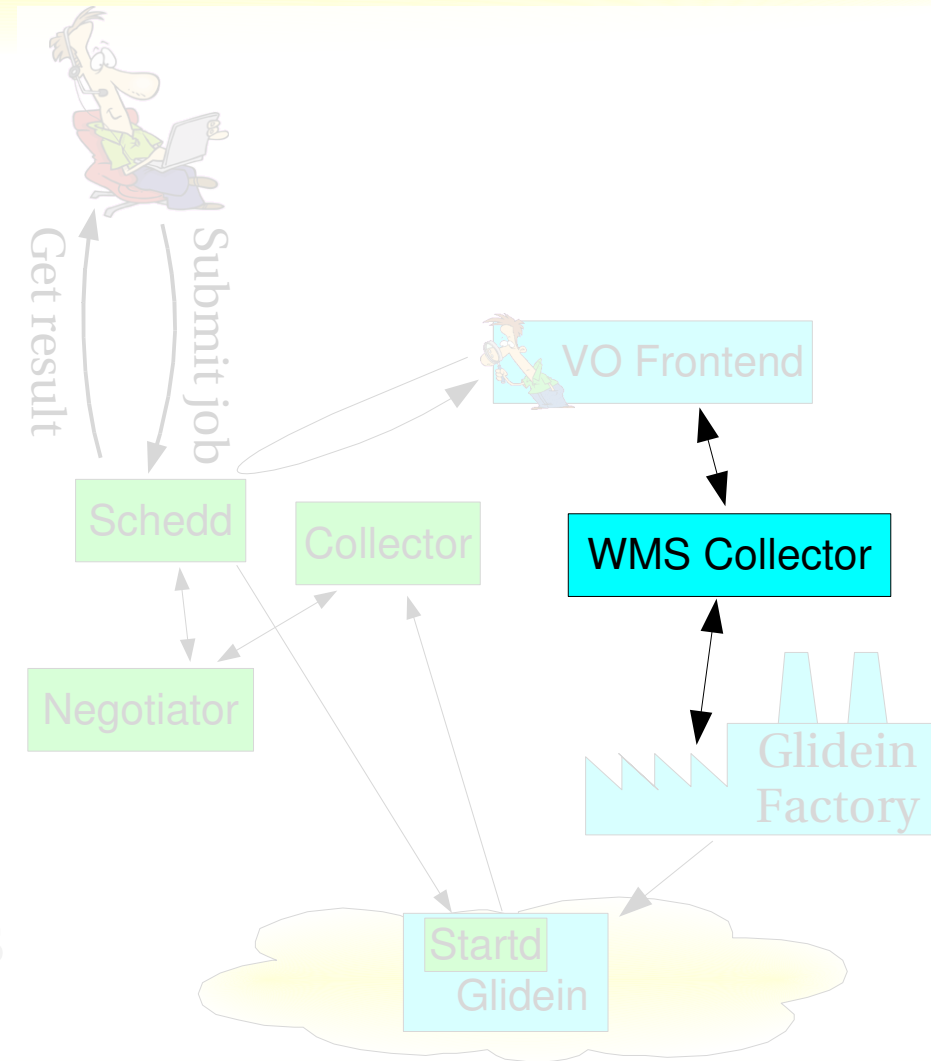 Get result
Submit job
VO Frontend
Schedd
Collector
WMS Collector
Negotiator
Glidein
Factory
Startd
Glidein